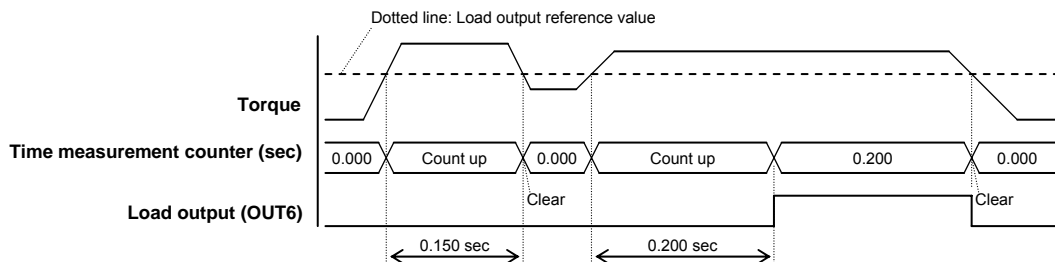 Dotted line: Load output reference value
Torque
Time measurement counter (sec)
0.000
Count up
0.000
Count up
0.200
0.000
Clear
Clear
Load output (OUT6)
0.150 sec
0.200 sec